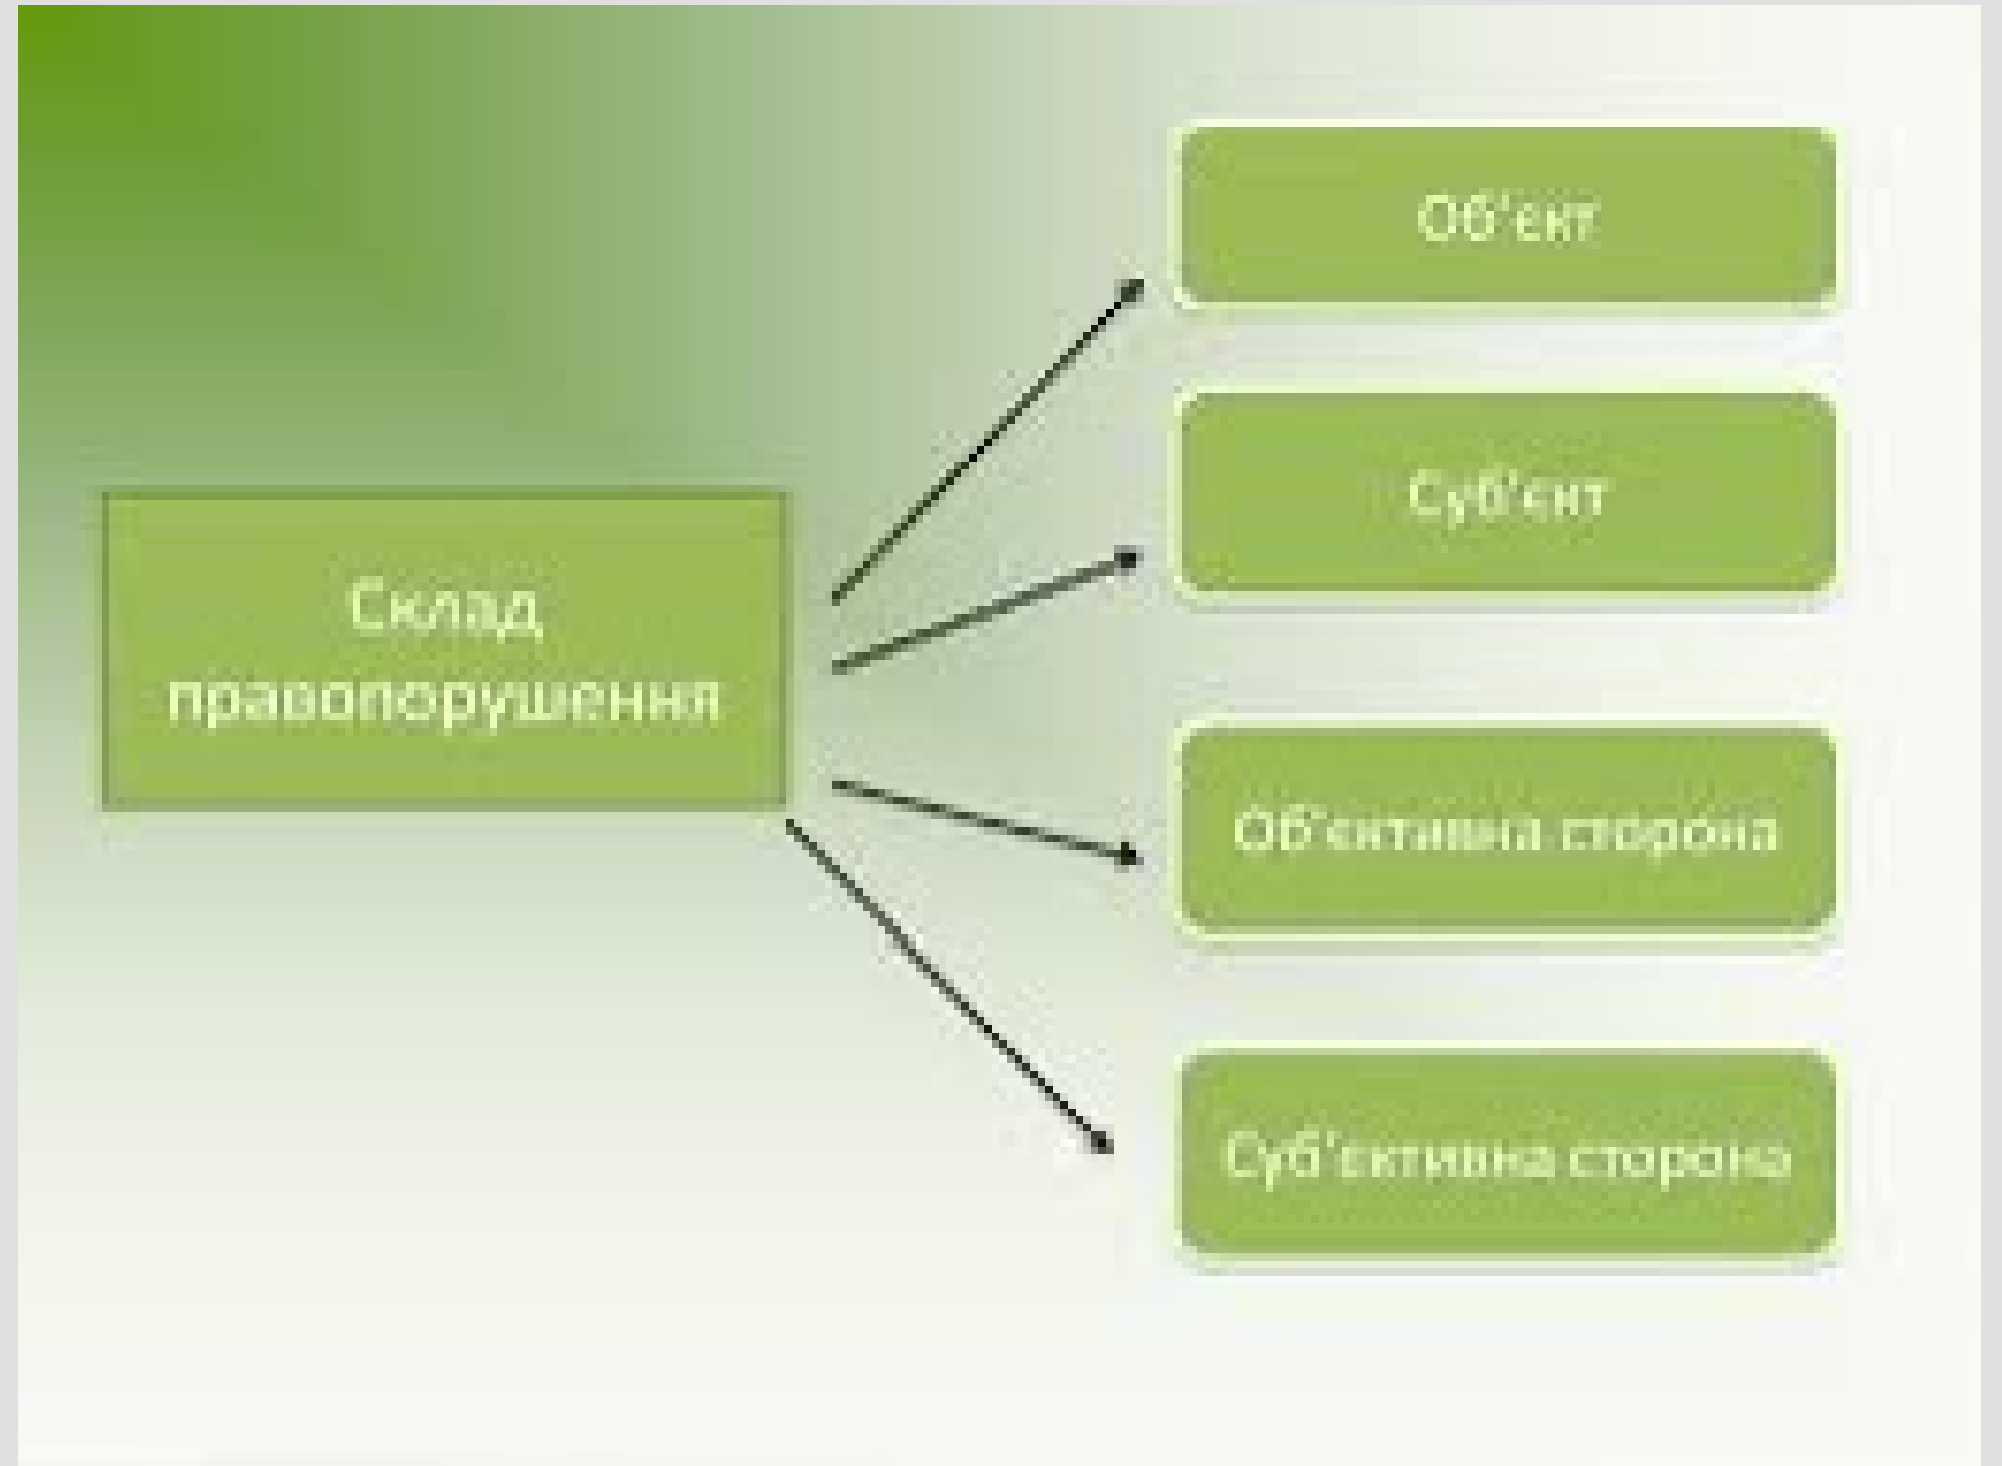 Об'єкт
Суб'єкт
Склад
правопорушення
Об'єктивна сторона
Суб'єктивна сторона